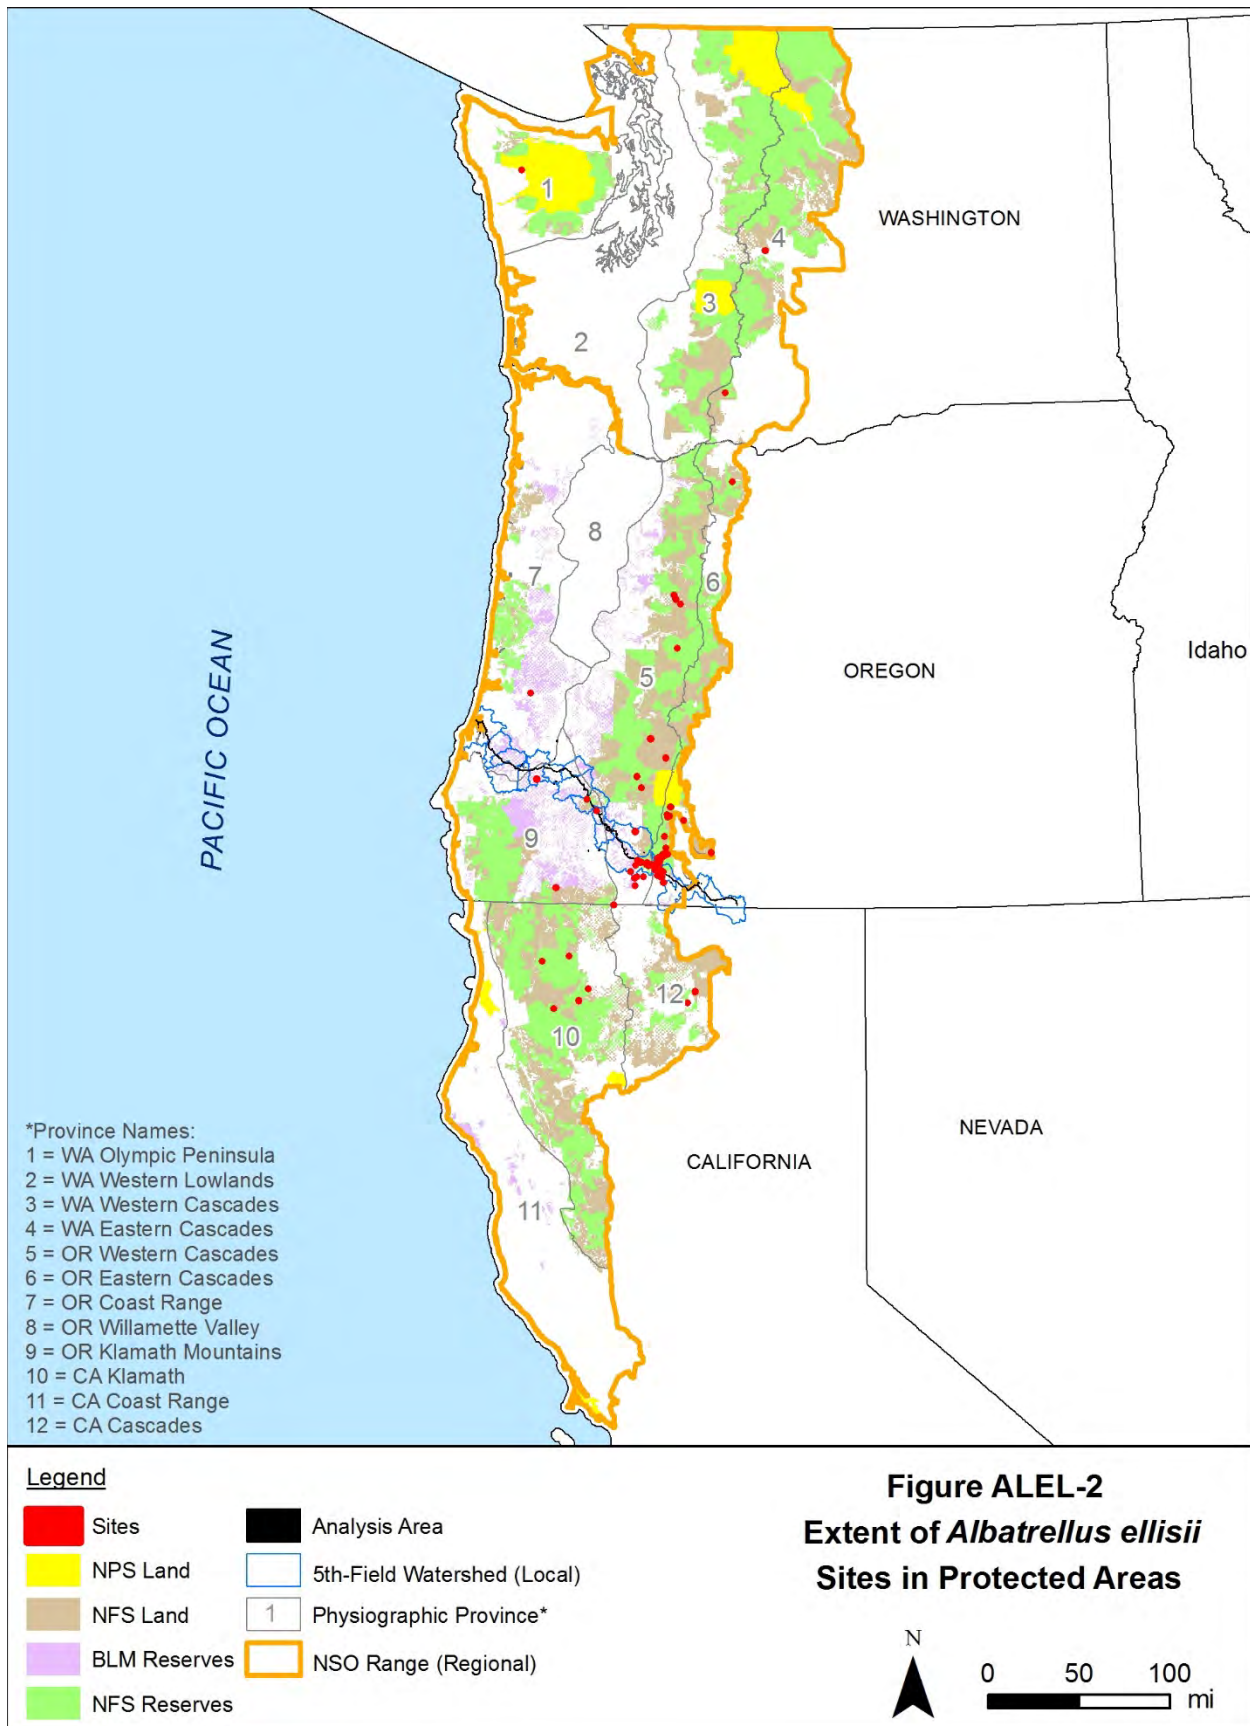 WASHINGTON
1
4
3
2
8
7
6
5
OREGON
Idaho
PACIFIC OCEAN
9
12
10
NEVADA
CALIFORNIA
11
*Province Names:
1 = WA Olympic Peninsula
2 = WA Western Lowlands
3 = WA Western Cascades
4 = WA Eastern Cascades
5 = OR Western Cascades
6 = OR Eastern Cascades
7 = OR Coast Range
8 = OR Willamette Valley
9 = OR Klamath Mountains
10 = CA Klamath
11 = CA Coast Range
12 = CA Cascades
Legend
Sites
NPS Land
NFS Land
BLM Reserves
NFS Reserves
Analysis Area
5th-Field Watershed (Local)
1 Physiographic Province*
NSO Range (Regional)
Figure ALEL-2
Extent of Albatrellus ellisii
Sites in Protected Areas
N
0 50 100
mi